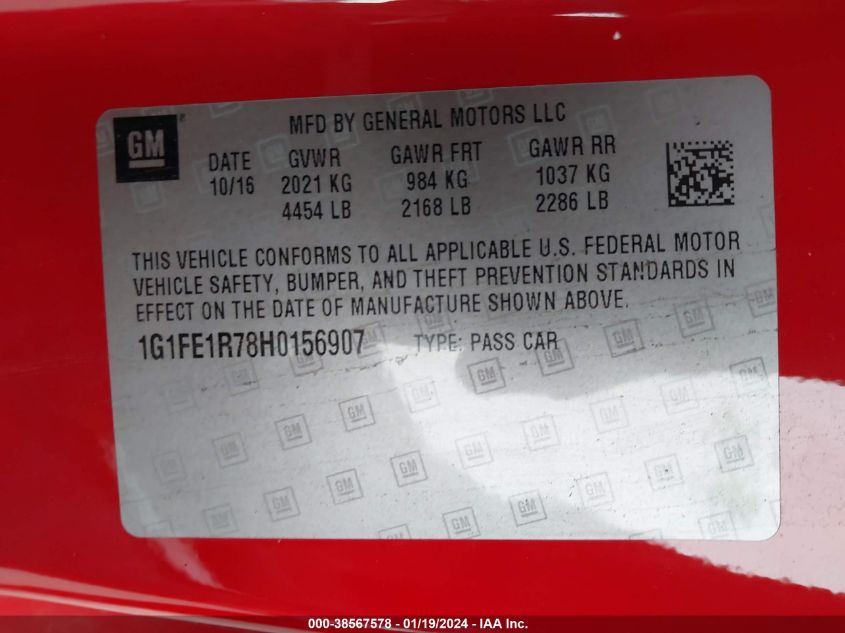 GM ®
MFD BY GENERAL MOTORS LLC
DATE GVWR GAWR FRT GAWR RR
10/16 2021 KG 984 KG 1037 KG
4454 LB 2168 LB 2286 LB
THIS VEHICLE CONFORMS TO ALL APPLICABLE U.S. FEDERAL MOTOR
VEHICLE SAFETY, BUMPER, AND THEFT PREVENTION STANDARDS IN
EFFECT ON THE DATE OF MANUFACTURE SHOWN ABOVE.
1G1FE1R78H0156907 TYPE: PASS CAR
000-38567578 - 01/19/2024 - IAA Inc.